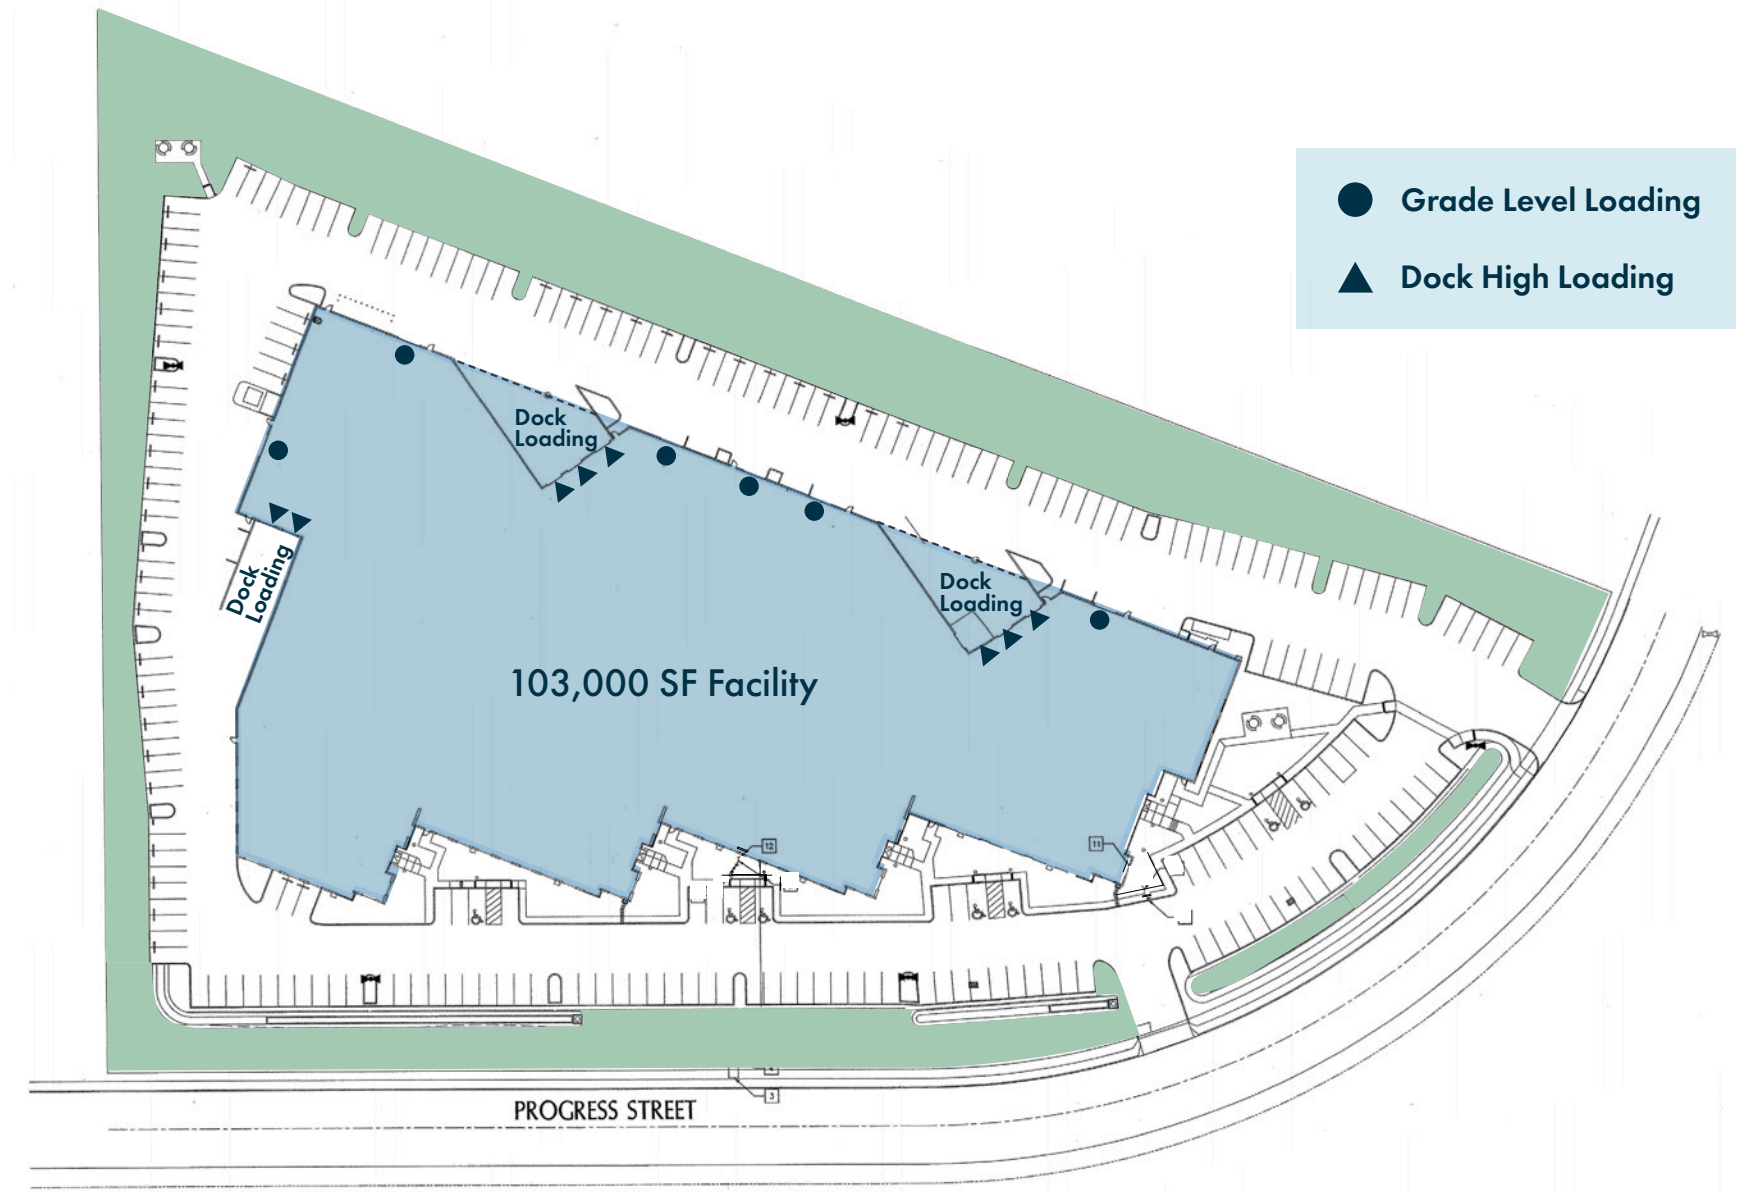 Grade Level Loading
Dock High Loading
Dock
Loading
Dock
Loading
Dock
Loading
103,000 SF Facility
12
11
3
PROGRESS STREET